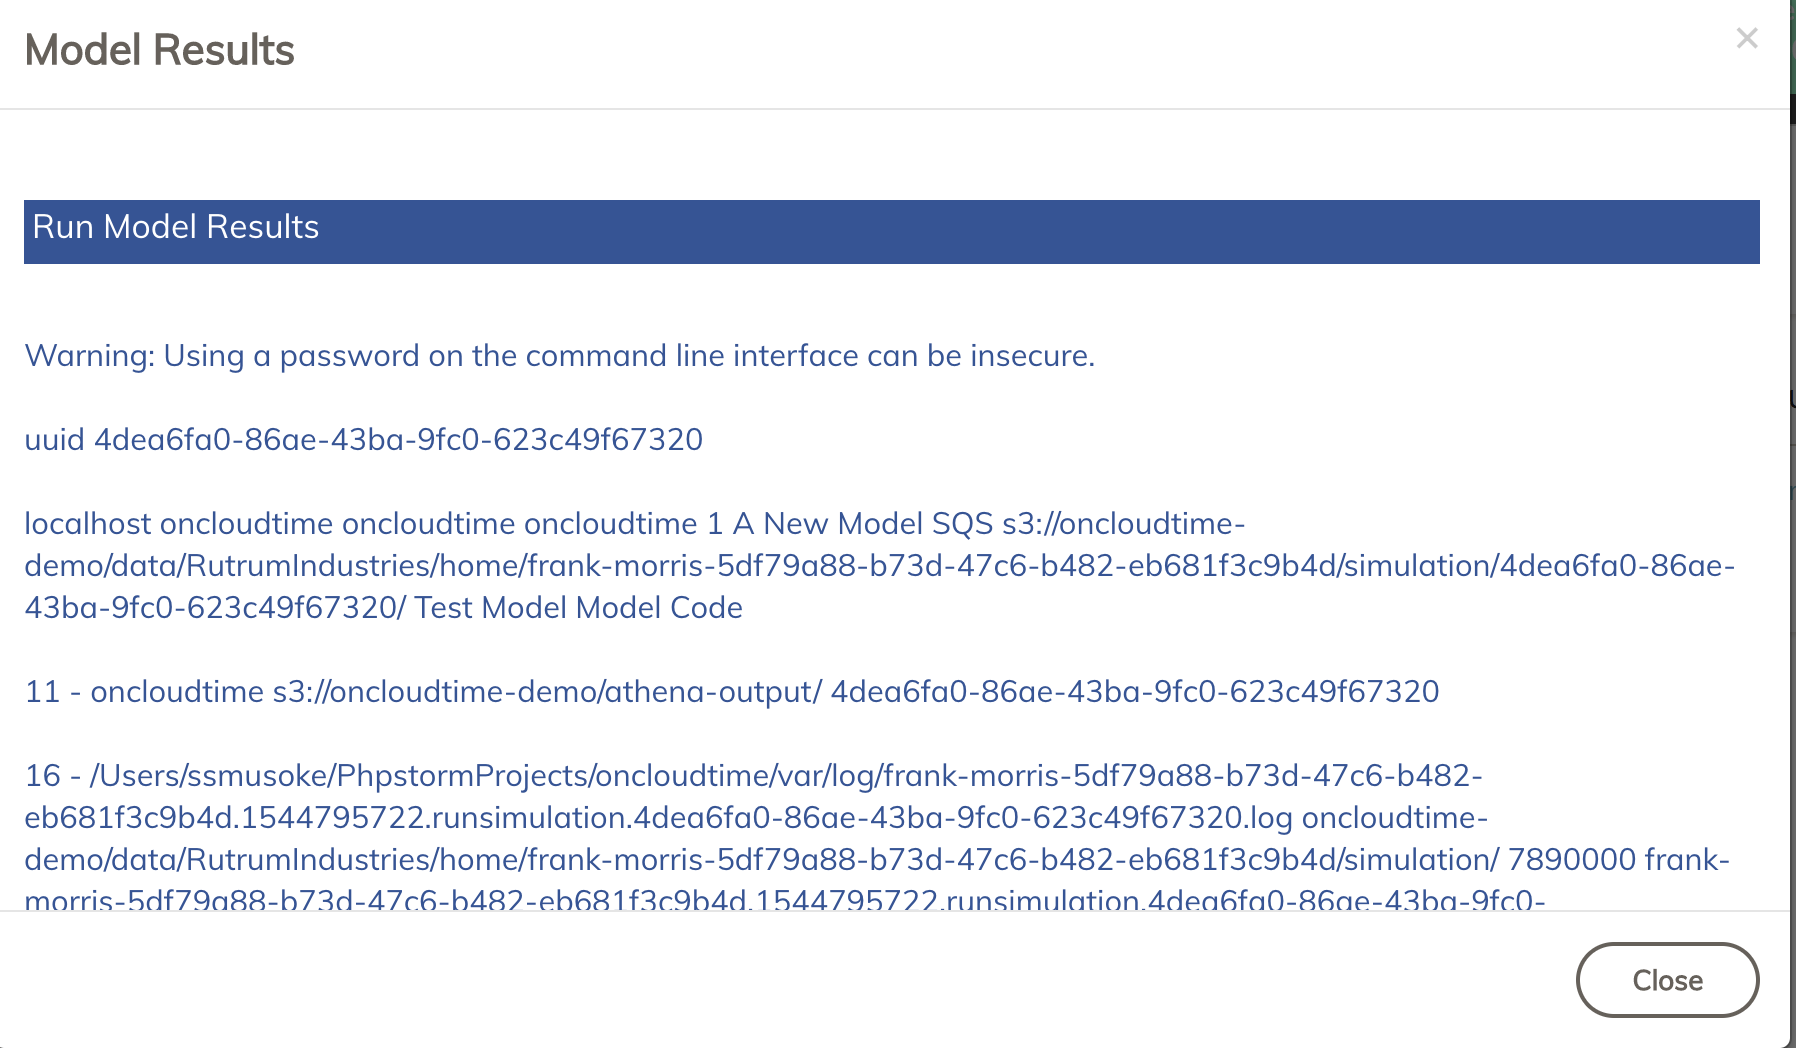 Model Results
×
Run Model Results
Warning: Using a password on the command line interface can be insecure.
uuid 4dea6fa0-86ae-43ba-9fc0-623c49f67320
localhost oncloudtime oncloudtime oncloudtime 1 A New Model SQS s3://oncloudtime-
demo/data/RutrumIndustries/home/frank-morris-5df79a88-b73d-47c6-b482-eb681f3c9b4d/simulation/4dea6fa0-86ae-
43ba-9fc0-623c49f67320/ Test Model Model Code
11 - oncloudtime s3://oncloudtime-demo/athena-output/ 4dea6fa0-86ae-43ba-9fc0-623c49f67320
16 - /Users/ssmusoke/PhpstormProjects/oncloudtime/var/log/frank-morris-5df79a88-b73d-47c6-b482-
eb681f3c9b4d.1544795722.runsimulation.4dea6fa0-86ae-43ba-9fc0-623c49f67320.log oncloudtime-
demo/data/RutrumIndustries/home/frank-morris-5df79a88-b73d-47c6-b482-eb681f3c9b4d/simulation/ 7890000 frank-
morris-5df79a88-b73d-47c6-b482-eb681f3c9b4d.1544795722.runsimulation.4dea6fa0-86ae-43ba-9fc0-
Close